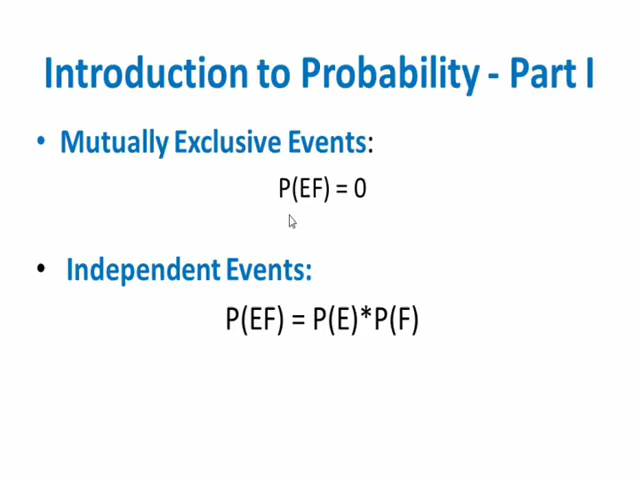 Introduction to Probability - Part I
• Mutually Exclusive Events:
P(EF) = 0
• Independent Events:
P(EF) = P(E)*P(F)